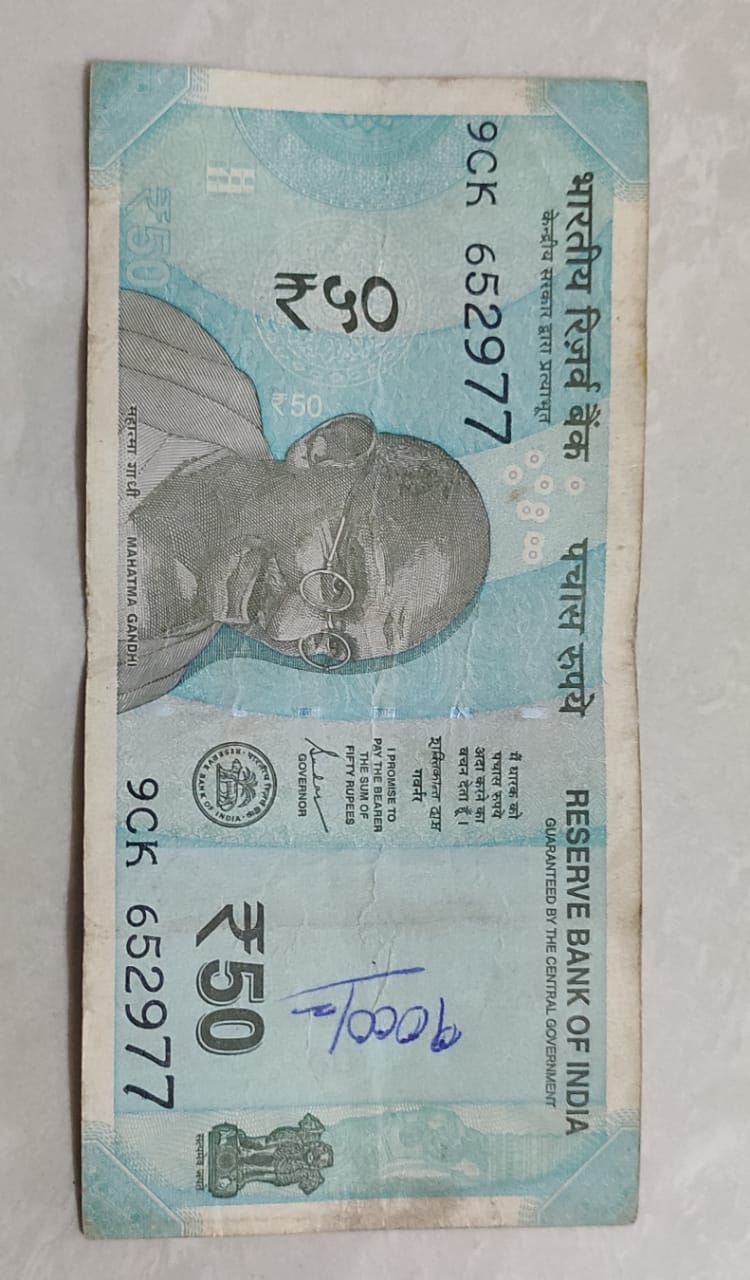 भारतीय रिज़र्व बैंक
केन्द्रीय सरकार द्वारा प्रत्याभूत
पचास रुपये
RESERVE BANK OF INDIA
GUARANTEED BY THE CENTRAL GOVERNMENT
9CK 652977
मैं धारक को
पचास रुपये
अदा करने का
वचन देता हूँ ।
शक्तिकान्त दास
गवर्नर
I PROMISE TO
PAY THE BEARER
THE SUM OF
FIFTY RUPEES
GOVERNOR
₹५०
₹50
₹50
महात्मा गांधी MAHATMA GANDHI
भारतीय रिज़र्व बैंक
RESERVE BANK OF INDIA
₹50
सत्यमेव जयते
9CK 652977